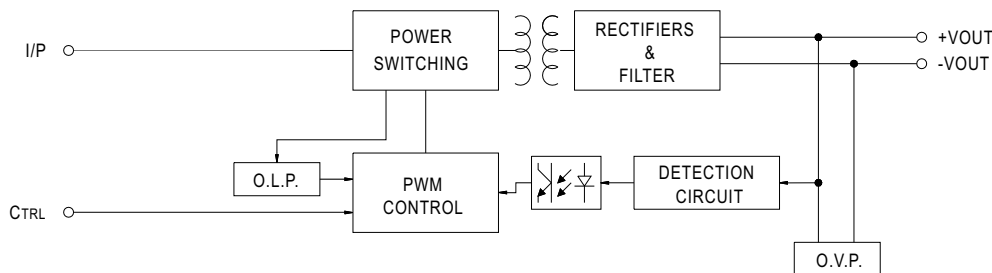 I/P
POWER
SWITCHING
RECTIFIERS
&
FILTER
+VOUT
-VOUT
O.L.P.
PWM
CONTROL
DETECTION
CIRCUIT
CTRL
O.V.P.